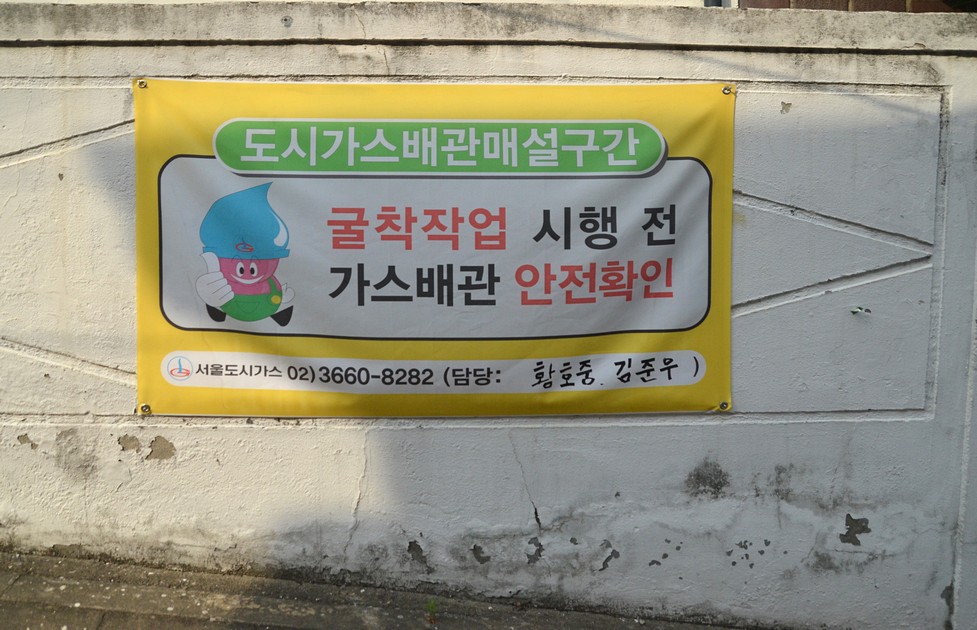 도시가스배관매설구간
굴착작업 시행 전
가스배관 안전확인
서울도시가스 02)3660-8282 (담당: 황호중, 김준우 )